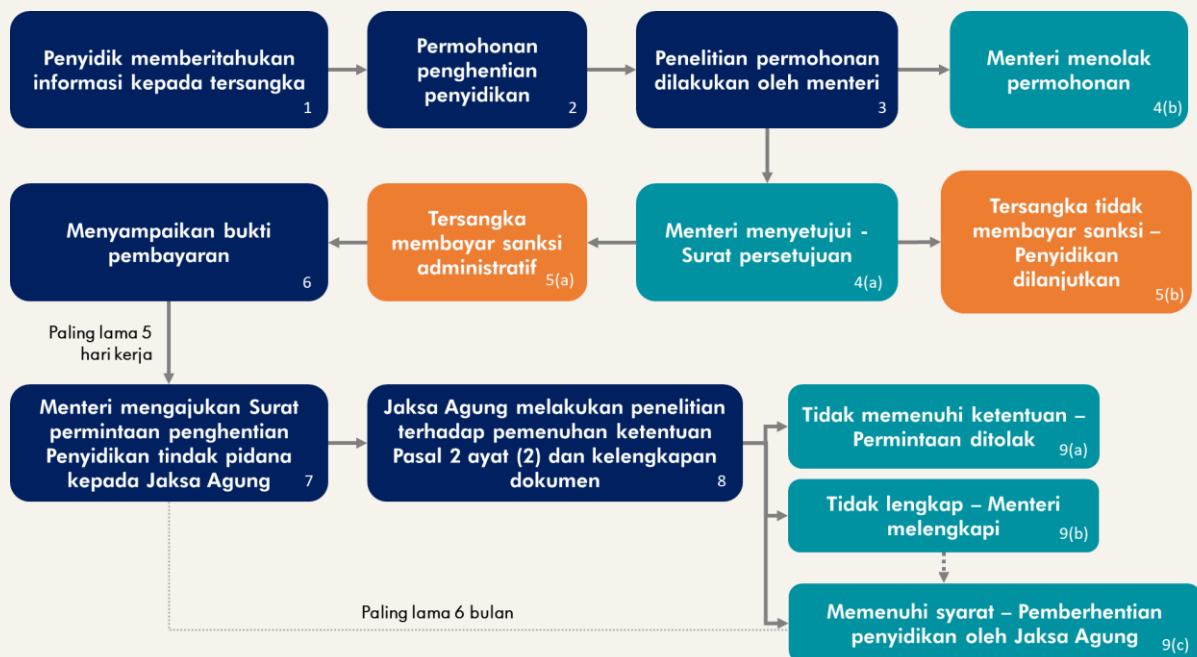 Penyidik memberitahukan
informasi kepada tersangka
1
Permohonan
penghentian
penyidikan
2
Penelitian permohonan
dilakukan oleh menteri
3
Menteri menolak
permohonan
4(b)
Menyampaikan bukti
pembayaran
6
Tersangka
membayar sanksi
administratif
5(a)
Menteri menyetujui -
Surat persetujuan
4(a)
Tersangka tidak
membayar sanksi –
Penyidikan
dilanjutkan
5(b)
Paling lama 5
hari kerja
Menteri mengajukan Surat
permintaan penghentian
Penyidikan tindak pidana
kepada Jaksa Agung
7
Jaksa Agung melakukan penelitian
terhadap pemenuhan ketentuan
Pasal 2 ayat (2) dan kelengkapan
dokumen
8
Tidak memenuhi ketentuan –
Permintaan ditolak
9(a)
Tidak lengkap – Menteri
melengkapi
9(b)
Paling lama 6 bulan
Memenuhi syarat – Pemberhentian
penyidikan oleh Jaksa Agung
9(c)